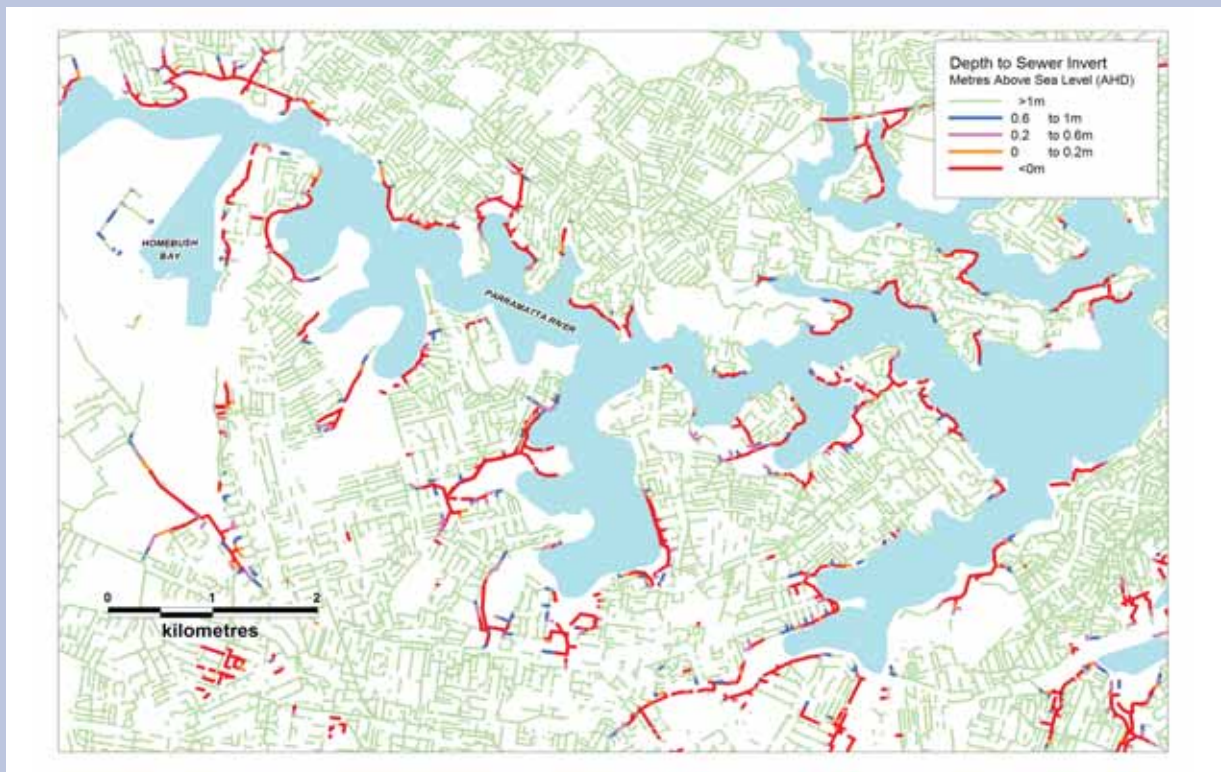 Depth to Sewer Invert
Metres Above Sea Level (AHD)
>1m
0.6 to 1m
0.2 to 0.6m
0 to 0.2m
<0m
HOMEBUSH
BAY
PARRAMATTA RIVER
0 1 2
kilometres